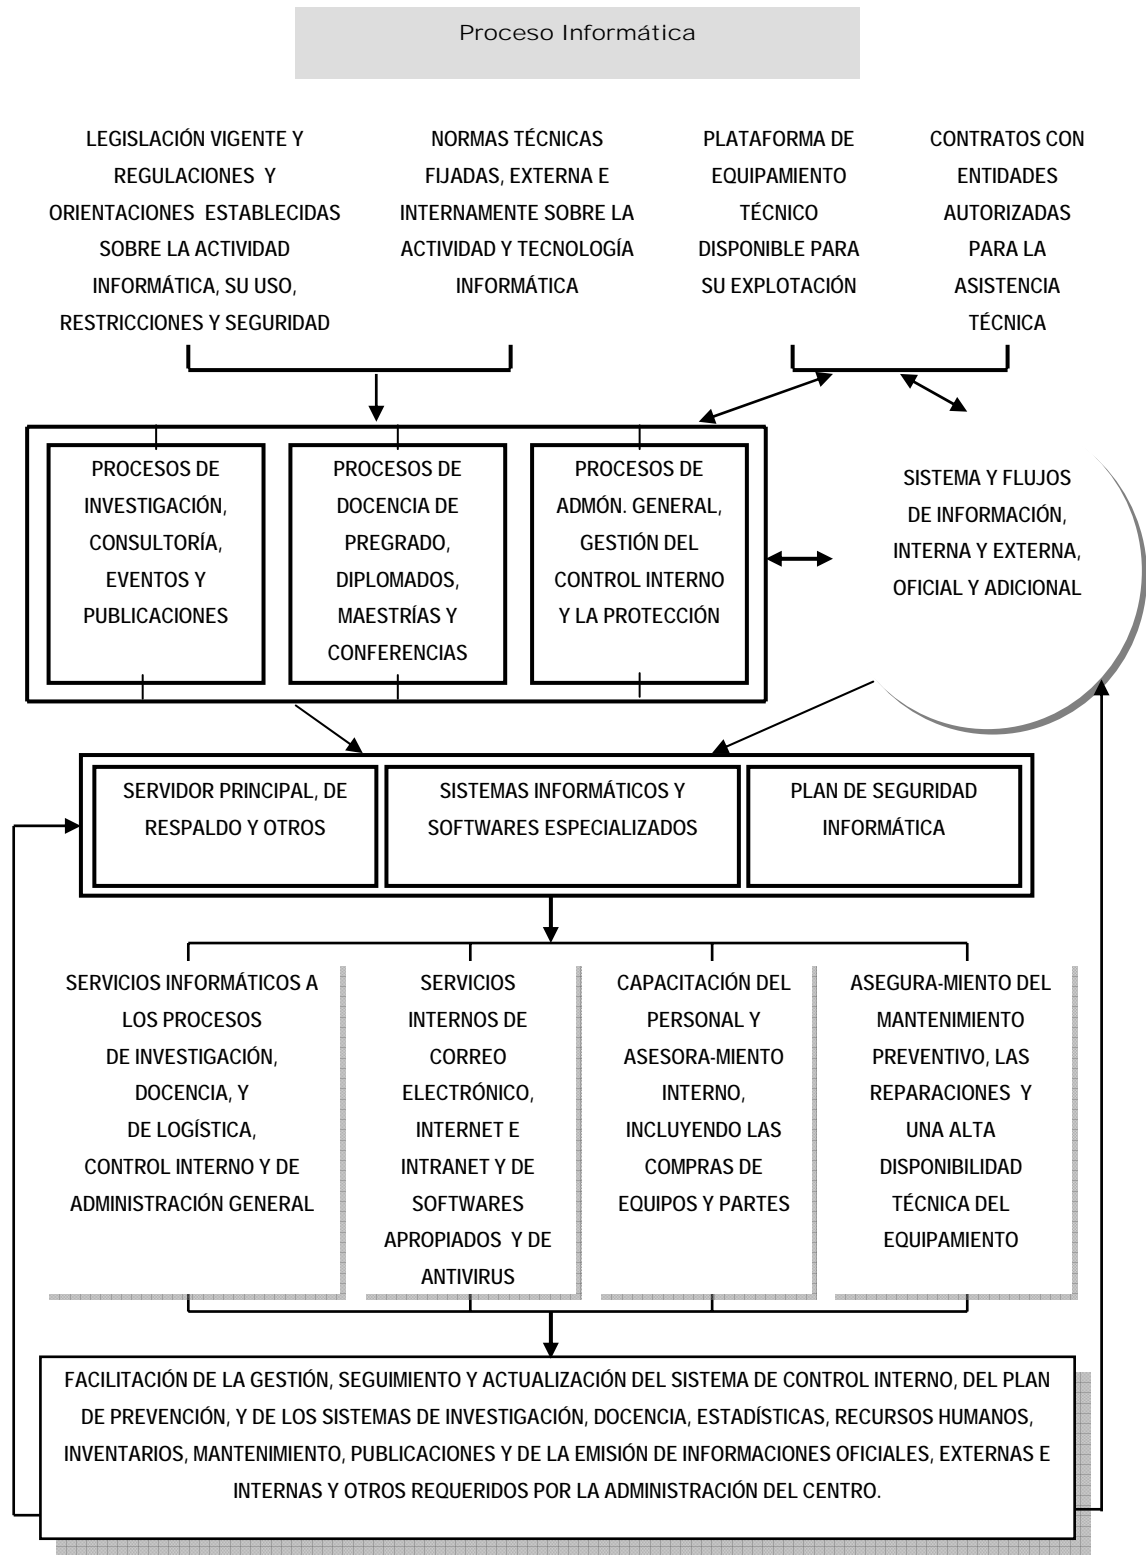 Proceso Informática
LEGISLACIÓN VIGENTE Y
REGULACIONES Y
ORIENTACIONES ESTABLECIDAS
SOBRE LA ACTIVIDAD
INFORMÁTICA, SU USO,
RESTRICCIONES Y SEGURIDAD
NORMAS TÉCNICAS
FIJADAS, EXTERNA E
INTERNAMENTE SOBRE LA
ACTIVIDAD Y TECNOLOGÍA
INFORMÁTICA
PLATAFORMA DE
EQUIPAMIENTO
TÉCNICO
DISPONIBLE PARA
SU EXPLOTACIÓN
CONTRATOS CON
ENTIDADES
AUTORIZADAS
PARA LA
ASISTENCIA
TÉCNICA
PROCESOS DE
INVESTIGACIÓN,
CONSULTORÍA,
EVENTOS Y
PUBLICACIONES
PROCESOS DE
DOCENCIA DE
PREGRADO,
DIPLOMADOS,
MAESTRÍAS Y
CONFERENCIAS
PROCESOS DE
ADMÓN. GENERAL,
GESTIÓN DEL
CONTROL INTERNO
Y LA PROTECCIÓN
SISTEMA Y FLUJOS
DE INFORMACIÓN,
INTERNA Y EXTERNA,
OFICIAL Y ADICIONAL
SERVIDOR PRINCIPAL, DE
RESPALDO Y OTROS
SISTEMAS INFORMÁTICOS Y
SOFTWARES ESPECIALIZADOS
PLAN DE SEGURIDAD
INFORMÁTICA
SERVICIOS INFORMÁTICOS A
LOS PROCESOS
DE INVESTIGACIÓN,
DOCENCIA, Y
DE LOGÍSTICA,
CONTROL INTERNO Y DE
ADMINISTRACIÓN GENERAL
SERVICIOS
INTERNOS DE
CORREO
ELECTRÓNICO,
INTERNET E
INTRANET Y DE
SOFTWARES
APROPIADOS Y DE
ANTIVIRUS
CAPACITACIÓN DEL
PERSONAL Y
ASESORA-MIENTO
INTERNO,
INCLUYENDO LAS
COMPRAS DE
EQUIPOS Y PARTES
ASEGURA-MIENTO DEL
MANTENIMIENTO
PREVENTIVO, LAS
REPARACIONES Y
UNA ALTA
DISPONIBILIDAD
TÉCNICA DEL
EQUIPAMIENTO
FACILITACIÓN DE LA GESTIÓN, SEGUIMIENTO Y ACTUALIZACIÓN DEL SISTEMA DE CONTROL INTERNO, DEL PLAN
DE PREVENCIÓN, Y DE LOS SISTEMAS DE INVESTIGACIÓN, DOCENCIA, ESTADÍSTICAS, RECURSOS HUMANOS,
INVENTARIOS, MANTENIMIENTO, PUBLICACIONES Y DE LA EMISIÓN DE INFORMACIONES OFICIALES, EXTERNAS E
INTERNAS Y OTROS REQUERIDOS POR LA ADMINISTRACIÓN DEL CENTRO.